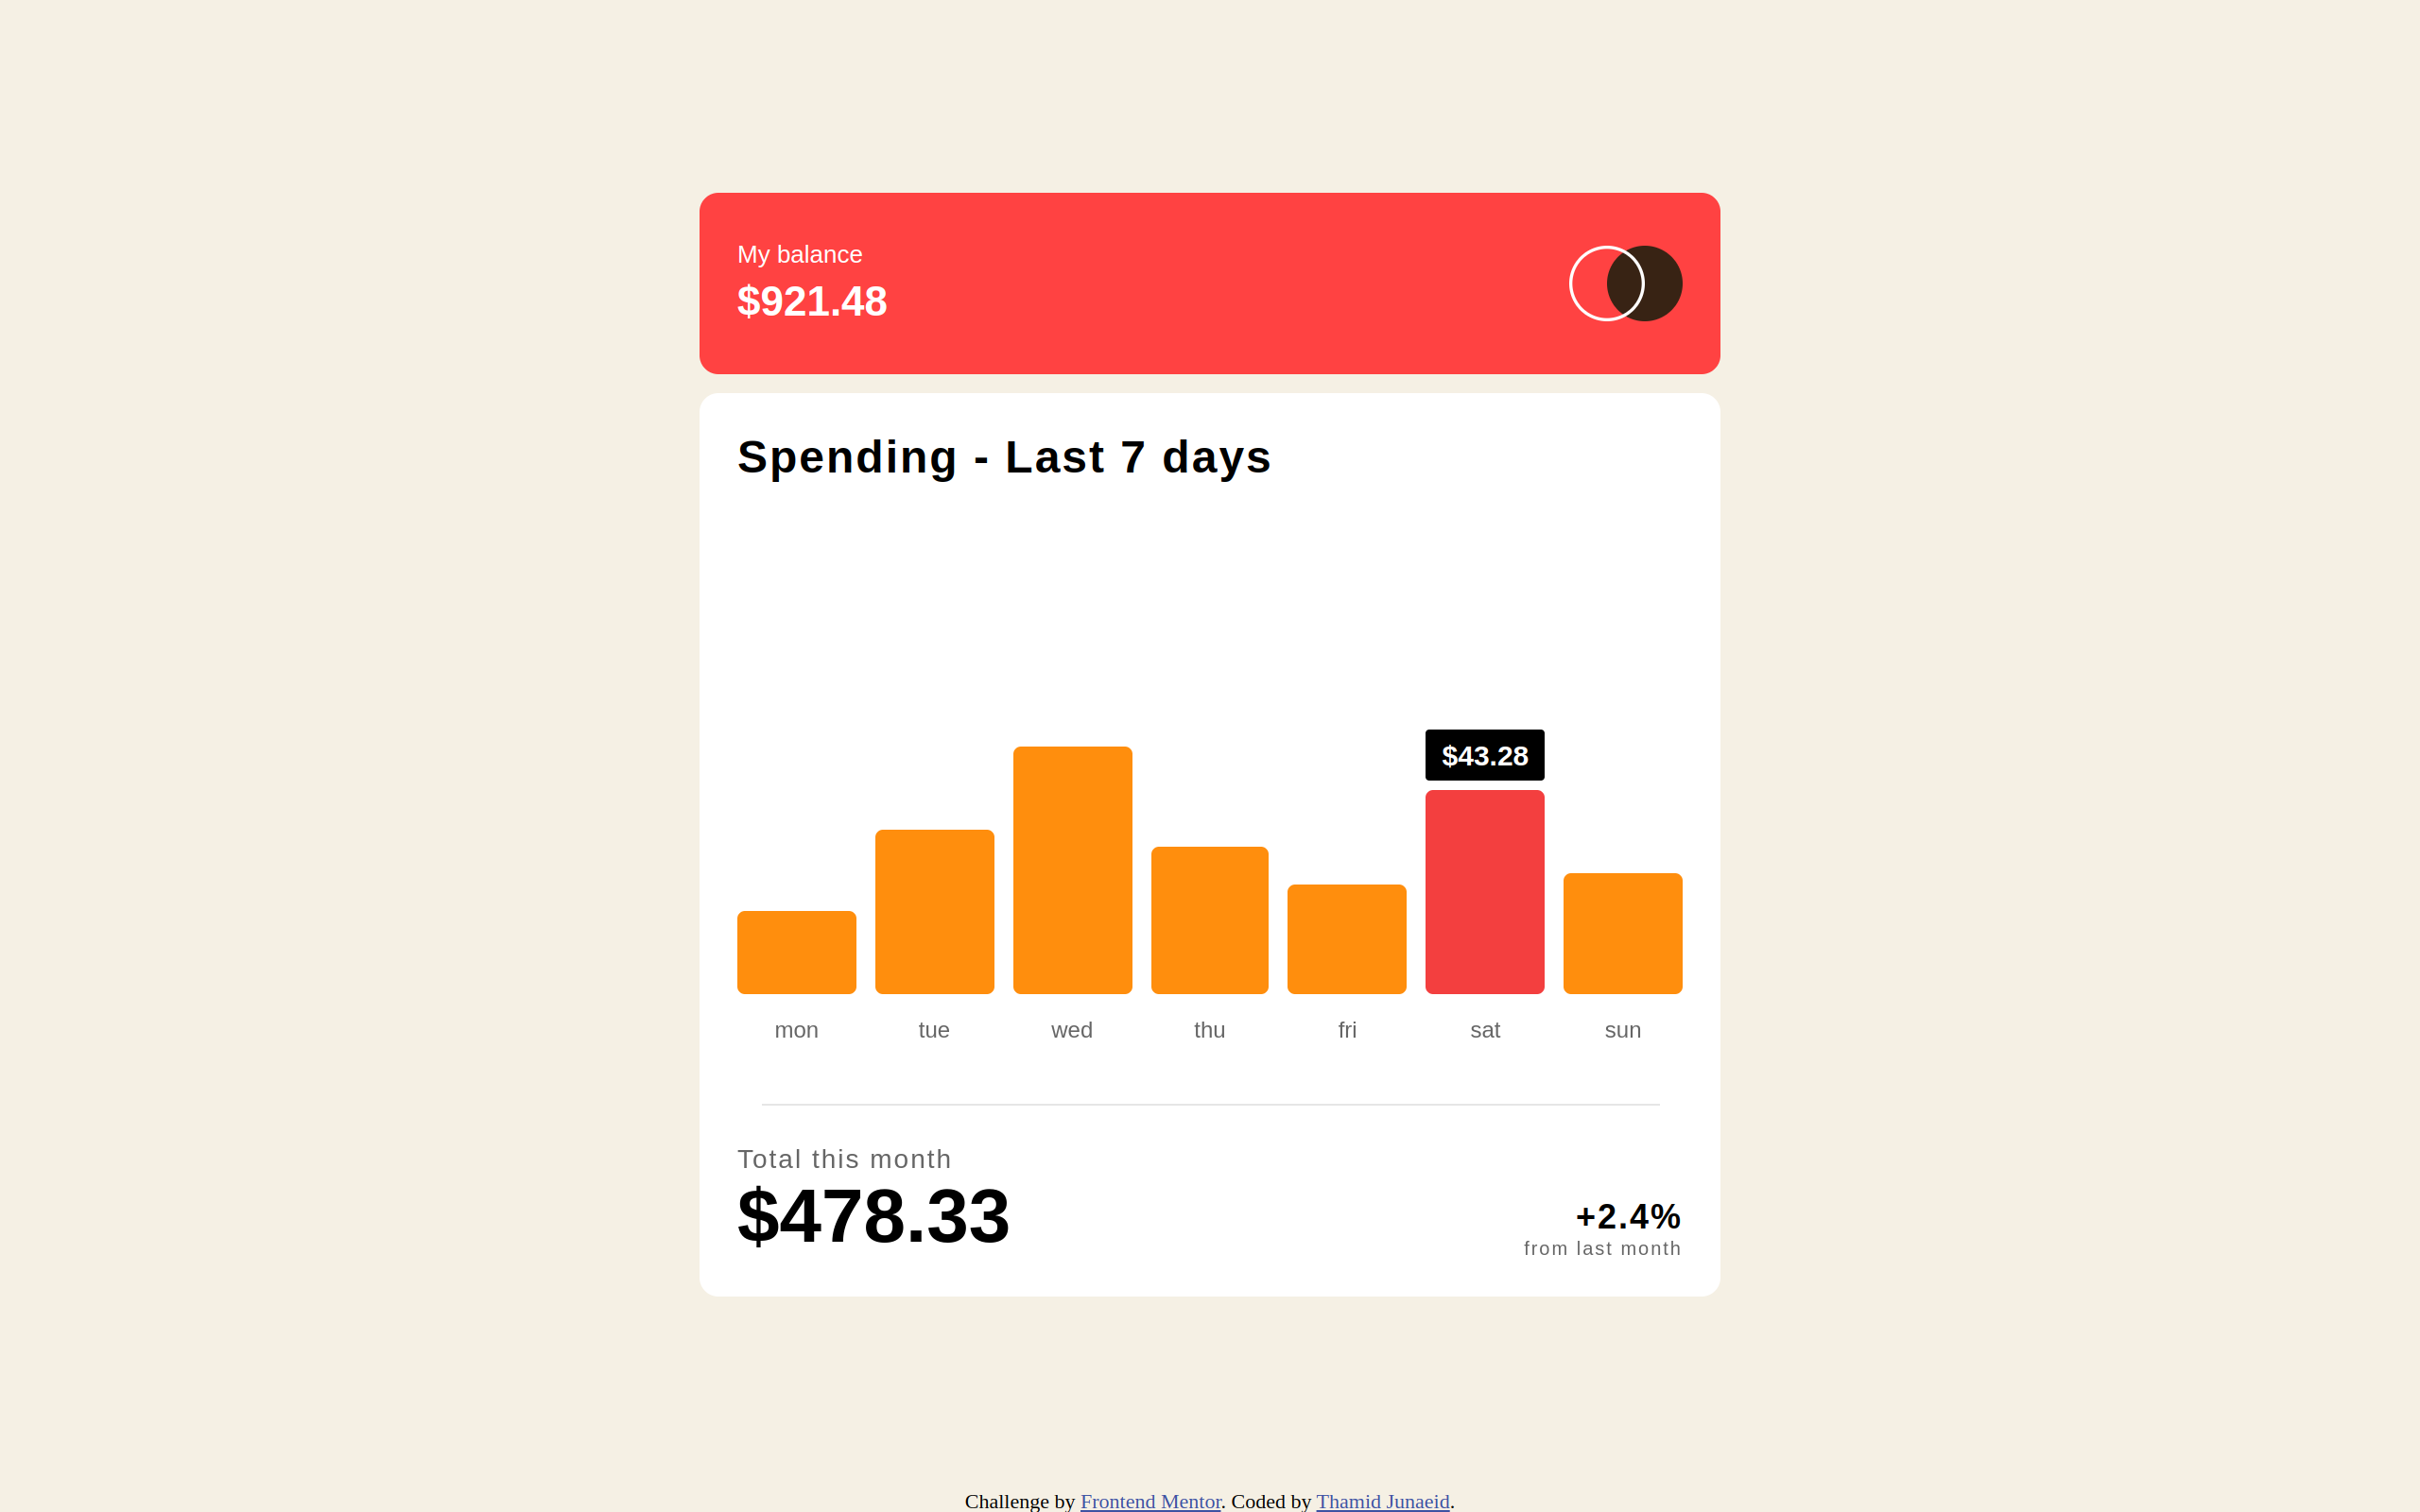 My balance
$921.48
Spending - Last 7 days
$43.28
mon tue wed thu fri sat sun
Total this month
$478.33
+2.4%
from last month
Challenge by Frontend Mentor. Coded by Thamid Junaeid.